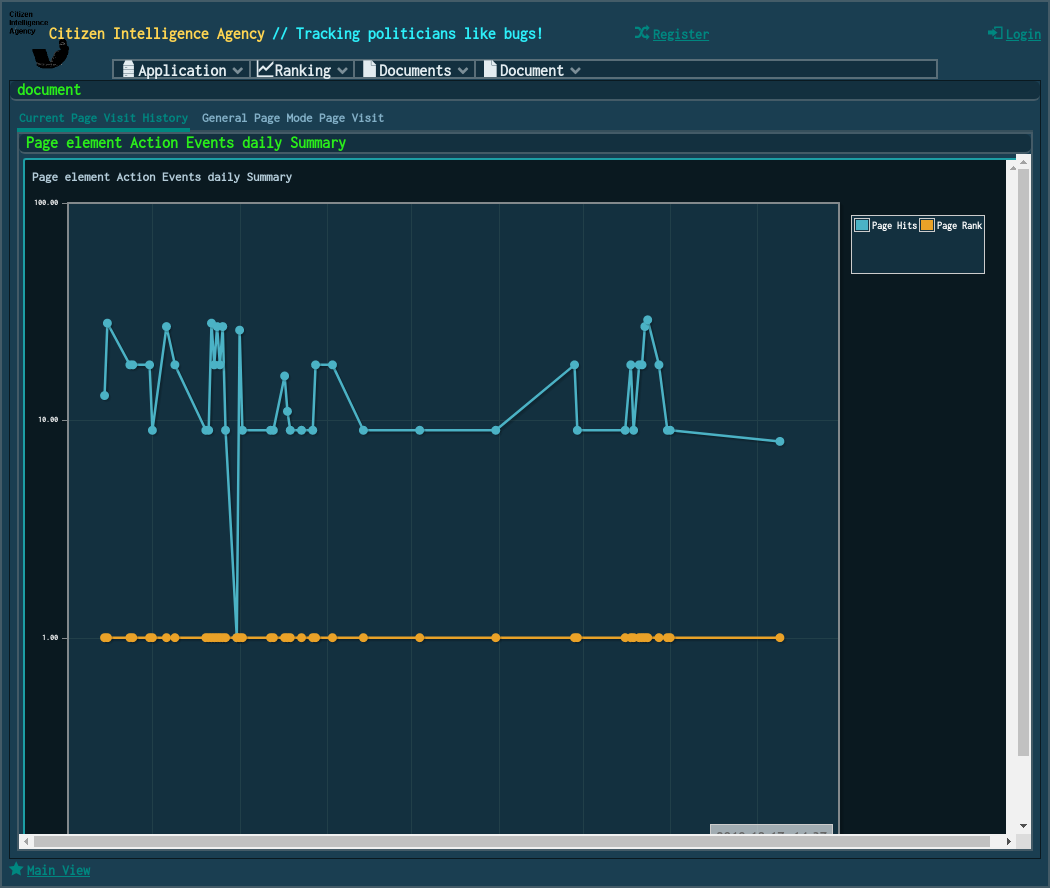 Citizen
Intelligence
Agency
Citizen Intelligence Agency // Tracking politicians like bugs!
Register
Login
Application
Ranking
Documents
Document
document
Current Page Visit History
General Page Mode Page Visit
Page element Action Events daily Summary
Page element Action Events daily Summary
100.00
Page Hits
Page Rank
10.00
1.00
Main View